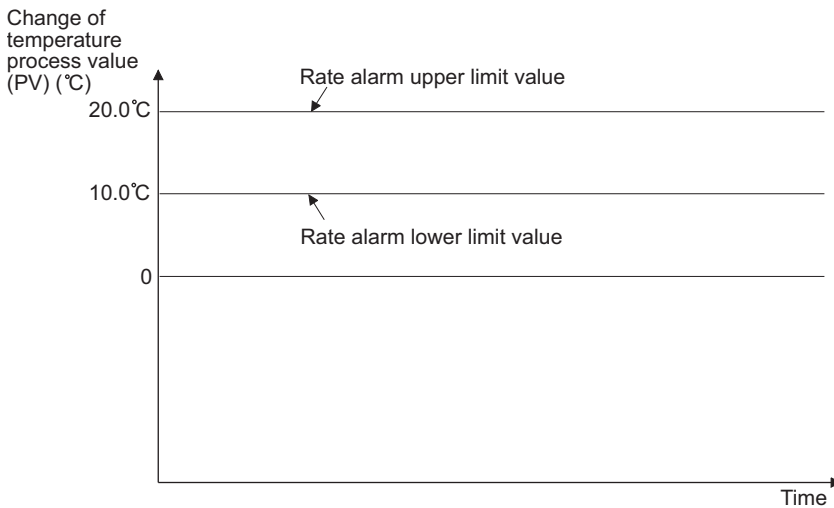 Change of
temperature
process value
(PV) (℃)
Rate alarm upper limit value
20.0℃
10.0℃
Rate alarm lower limit value
0
Time